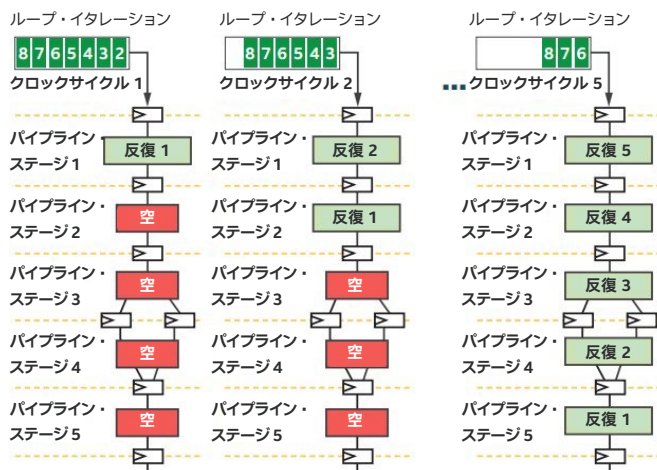 ループ・イタレーション
8 7 6 5 4 3 2
クロックサイクル 1
パイプライン・
ステージ 1
反復 1
パイプライン・
ステージ 2
空
パイプライン・
ステージ 3
空
パイプライン・
ステージ 4
空
パイプライン・
ステージ 5
空
ループ・イタレーション
8 7 6 5 4 3
クロックサイクル 2
パイプライン・
ステージ 1
反復 2
パイプライン・
ステージ 2
反復 1
パイプライン・
ステージ 3
空
パイプライン・
ステージ 4
空
パイプライン・
ステージ 5
空
ループ・イタレーション
8 7 6
...クロックサイクル 5
パイプライン・
ステージ 1
反復 5
パイプライン・
ステージ 2
反復 4
パイプライン・
ステージ 3
反復 3
パイプライン・
ステージ 4
反復 2
パイプライン・
ステージ 5
反復 1